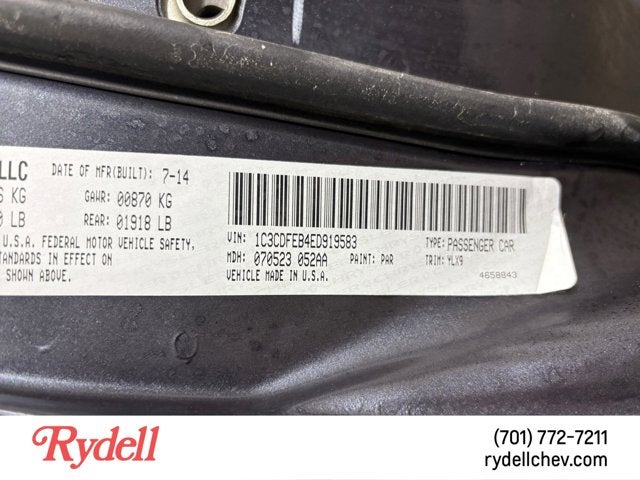 LLC DATE OF MFR(BUILT): 7-14
KG GAWR: 00870 KG
LB REAR: 01918 LB
U.S.A. FEDERAL MOTOR VEHICLE SAFETY,
STANDARDS IN EFFECT ON
SHOWN ABOVE.
VIN: 1C3CDFEB4ED919583 TYPE: PASSENGER CAR
MDH: 070523 052AA PAINT: PAR TRIM: YLX9
VEHICLE MADE IN U.S.A. 4658843
Rydell
(701) 772-7211
rydellchev.com